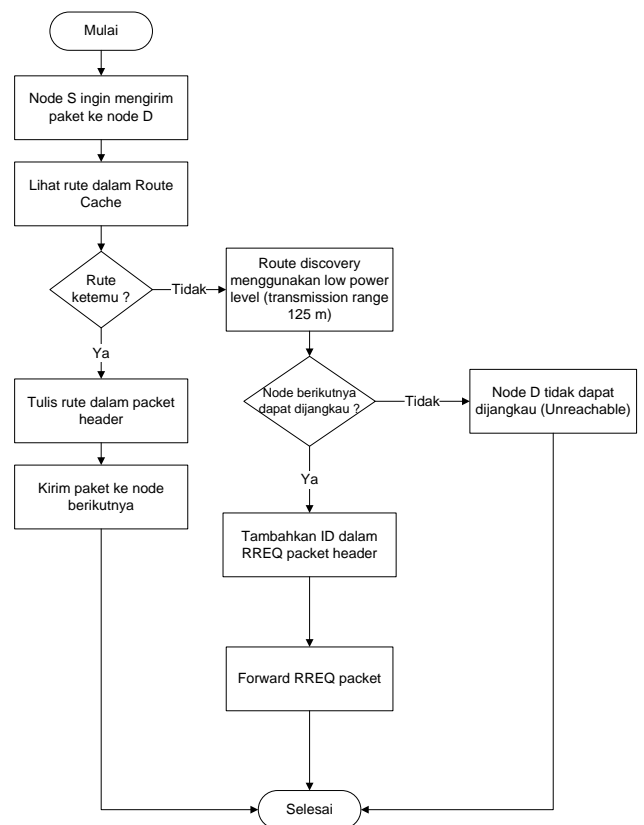 Mulai
Node S ingin mengirim
paket ke node D
Lihat rute dalam Route
Cache
Rute
ketemu ?
Tidak
Route discovery
menggunakan low power
level (transmission range
125 m)
Ya
Node berikutnya
dapat dijangkau ?
Tidak
Node D tidak dapat
dijangkau (Unreachable)
Tulis rute dalam packet
header
Kirim paket ke node
berikutnya
Ya
Tambahkan ID dalam
RREQ packet header
Forward RREQ packet
Selesai